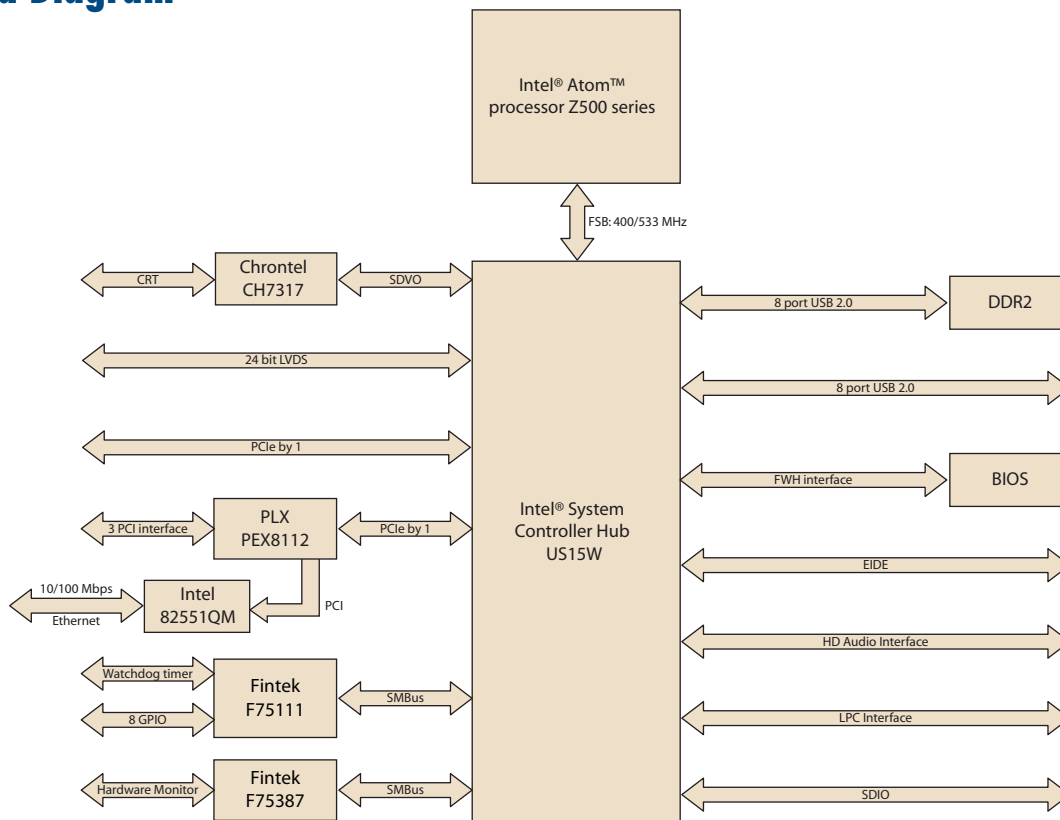 Diagram
Intel® Atom™
processor Z500 series
FSB: 400/533 MHz
CRT
Chrontel
CH7317
SDVO
8 port USB 2.0
DDR2
24 bit LVDS
8 port USB 2.0
PCIe by 1
FWH interface
BIOS
Intel® System
Controller Hub
US15W
3 PCI interface
PLX
PEX8112
PCIe by 1
EIDE
10/100 Mbps
Ethernet
Intel
82551QM
PCI
HD Audio Interface
Watchdog timer
8 GPIO
Fintek
F75111
SMBus
LPC Interface
Hardware Monitor
Fintek
F75387
SMBus
SDIO